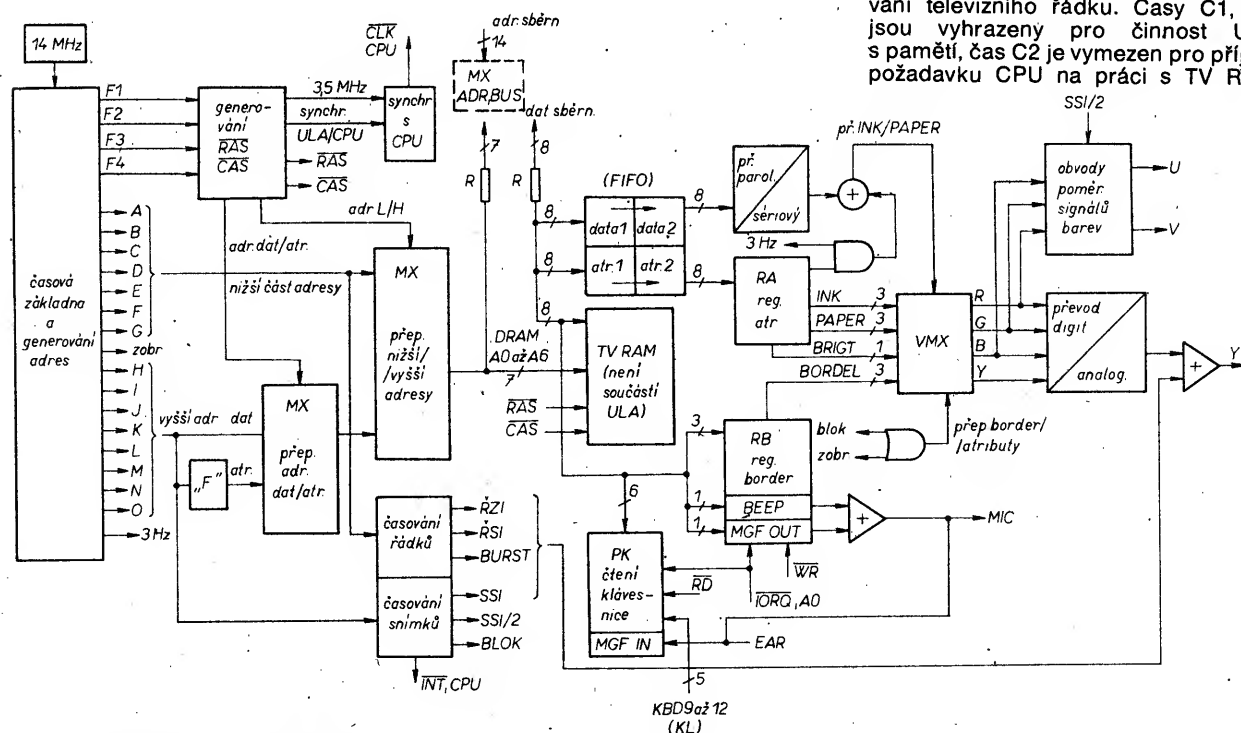 vání televizního řádku. Časy C1,
jsou vyhrazeny pro činnost U
s pamětí, čas C2 je vymezen pro
požadavku CPU na práci s TV R
14 MHz
časová
základna
a
generování
adres
F1
F2
F3
F4
A
B
C
D
E
F
G
zobr
H
I
J
K
L
M
N
O
3 Hz
genero-
vání
RAS
CAS
3,5 MHz
synchr.
ULA/CPU
RAS
CAS
synchr
s
CPU
CLK
CPU
adr. sběrn
14
MX
ADR,BUS
7
R
dat sběrn.
8
R
adr L/H
adr. dat/atr.
nižší část adresy
vyšší adr dat
atr.
„F"
MX
přep.
adr.
dat/atr.
MX
přep
nižší/
/vyšší
adresy
DRAM
A0 až A6
7
8
8
8
(FIFO)
data 1
data 2
atr. 1
atr. 2
8
8
TV RAM
(není
součástí
ULA)
RAS
CAS
př.
parol.
sériový
+
př. INK/PAPER
3 Hz
RA
reg.
atr
INK
3
PAPER
3
BRIGT
1
BORDEL
3
VMX
R
G
B
Y
SSI/2
obvody
poměr.
signálů
barev
U
V
převod
digit
analog.
+
Y
blok
zobr
přep border/
/atributy
3
RB
reg.
border
1
BEEP
1
MGF OUT
+
MIC
WR
IORQ, A0
6
PK
čtení
kláves-
nice
MGF IN
RD
EAR
5
KBD9 až 12
(KL)
časování
řádků
ŘZI
ŘSI
BURST
časování
snímků
SSI
SSI/2
BLOK
INT, CPU